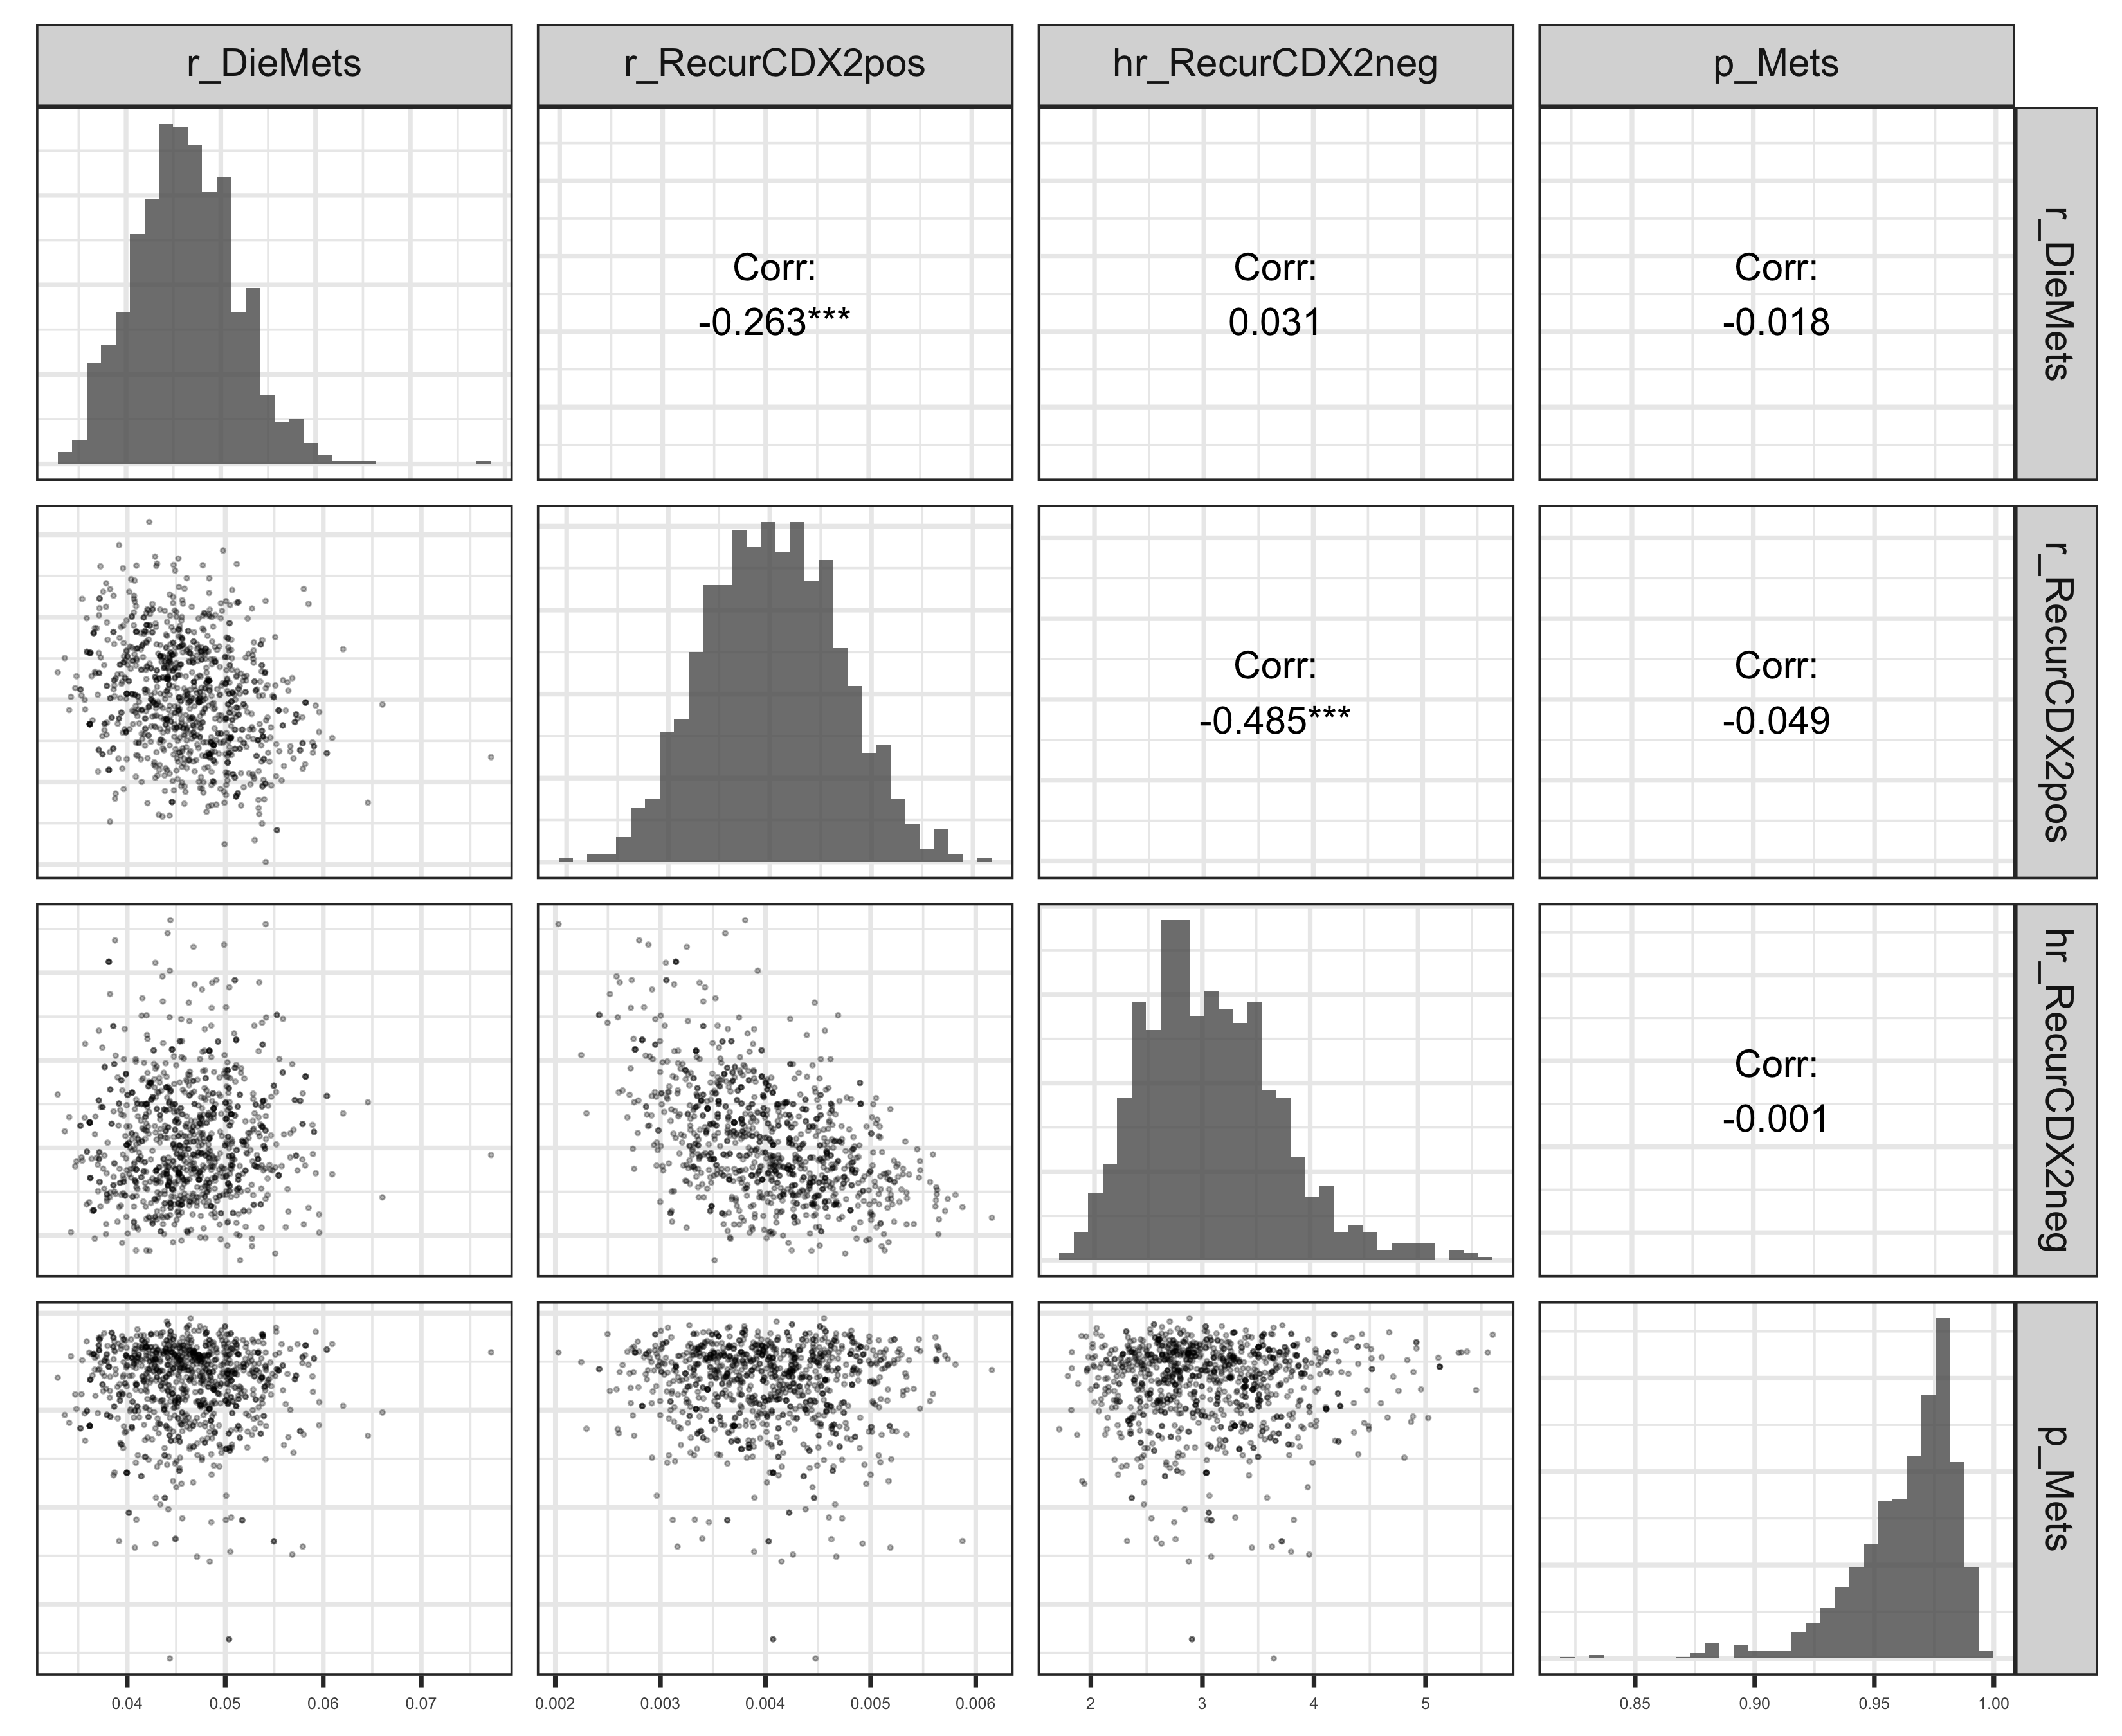 r_DieMets
r_RecurCDX2pos
hr_RecurCDX2neg
p_Mets
Corr:
-0.263***
Corr:
0.031
Corr:
-0.018
r_DieMets
Corr:
-0.485***
Corr:
-0.049
r_RecurCDX2pos
Corr:
-0.001
hr_RecurCDX2neg
p_Mets
0.04 0.05 0.06 0.07
0.002 0.003 0.004 0.005 0.006
2 3 4 5
0.85 0.90 0.95 1.00